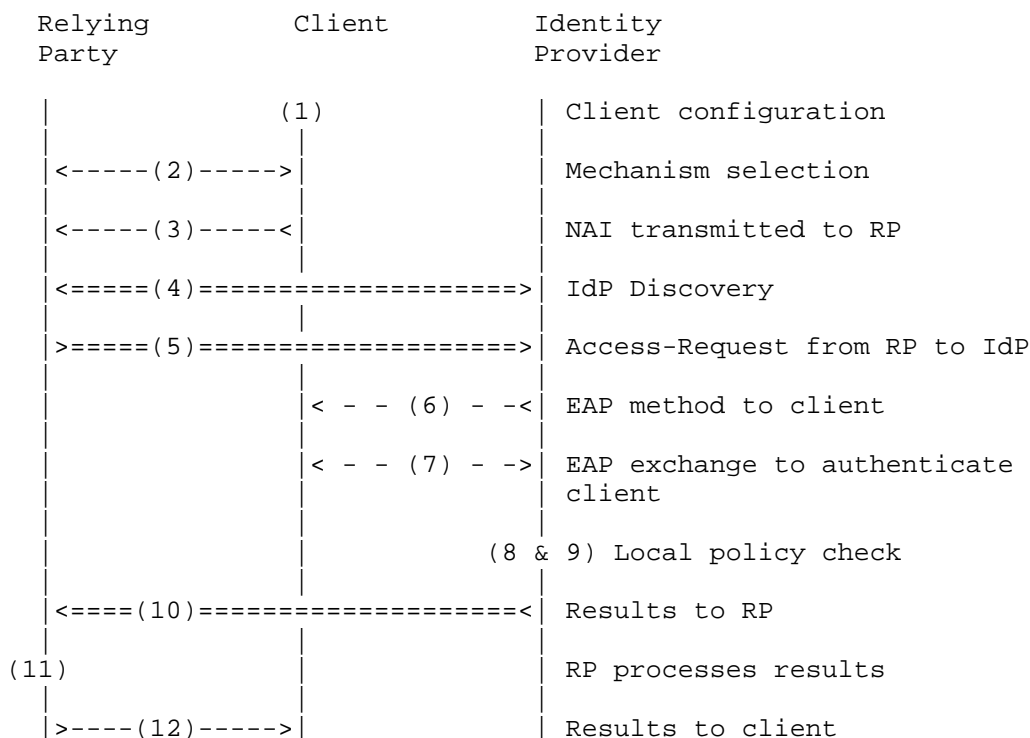 Relying Client Identity
Party Provider
(1) Client configuration
|<-----(2)----->| | Mechanism selection
|<-----(3)-----<| | NAI transmitted to RP
|<=====(4)====================>| IdP Discovery
|>=====(5)====================>| Access-Request from RP to IdP
|< - - (6) - -<| EAP method to client
|< - - (7) - ->| EAP exchange to authenticate
client
(8 & 9) Local policy check
|<====(10)====================<| Results to RP
(11) RP processes results
|>----(12)----->| | Results to client